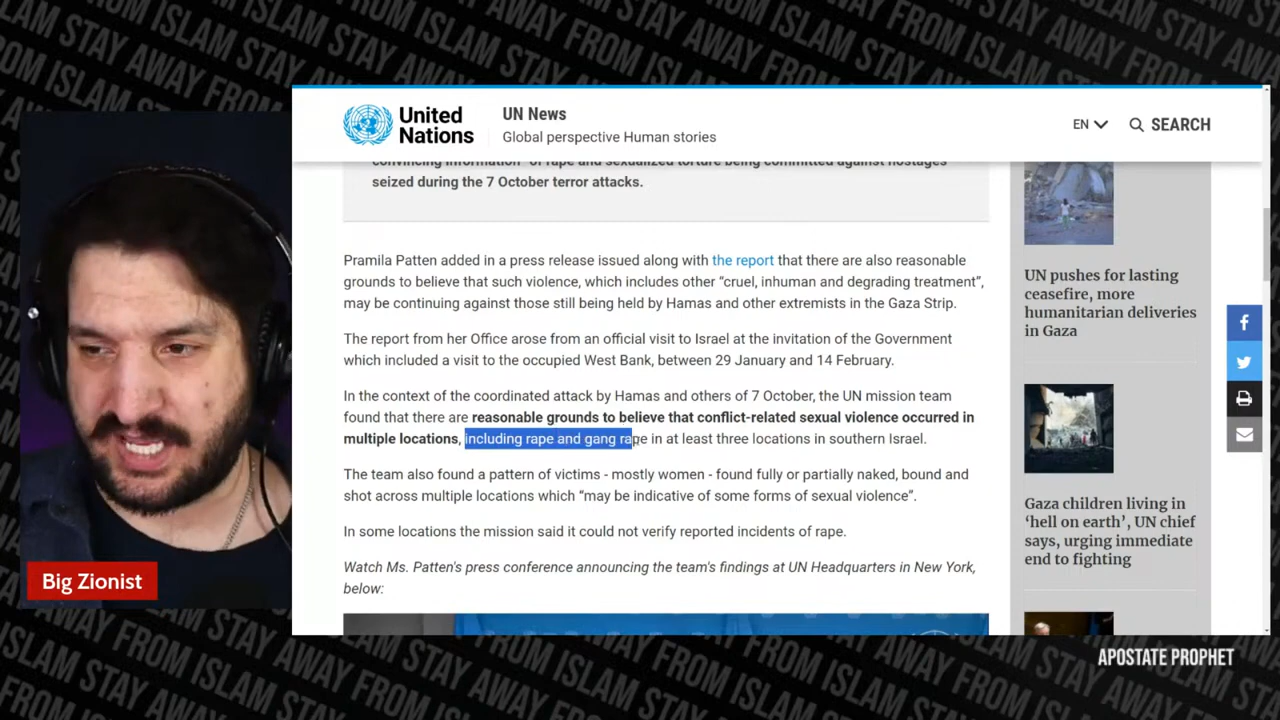 STAY AWAY FROM ISLAM STAY AWAY FROM ISLAM
United
Nations
UN News
Global perspective Human stories
EN
SEARCH
convincing information" of rape and sexualized torture being committed against hostages
seized during the 7 October terror attacks.
Pramila Patten added in a press release issued along with the report that there are also reasonable
grounds to believe that such violence, which includes other “cruel, inhuman and degrading treatment”,
may be continuing against those still being held by Hamas and other extremists in the Gaza Strip.
The report from her Office arose from an official visit to Israel at the invitation of the Government
which included a visit to the occupied West Bank, between 29 January and 14 February.
In the context of the coordinated attack by Hamas and others of 7 October, the UN mission team
found that there are reasonable grounds to believe that conflict-related sexual violence occurred in
multiple locations, including rape and gang rape in at least three locations in southern Israel.
The team also found a pattern of victims - mostly women - found fully or partially naked, bound and
shot across multiple locations which “may be indicative of some forms of sexual violence”.
In some locations the mission said it could not verify reported incidents of rape.
Watch Ms. Patten's press conference announcing the team's findings at UN Headquarters in New York,
below:
UN pushes for lasting
ceasefire, more
humanitarian deliveries
in Gaza
Gaza children living in
‘hell on earth’, UN chief
says, urging immediate
end to fighting
Big Zionist
APOSTATE PROPHET